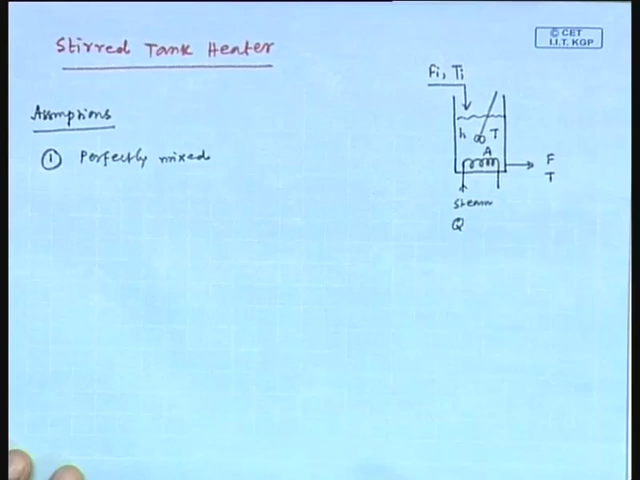 © CET
I.I.T. KGP
Stirred Tank Heater
Assumptions
1 Perfectly mixed
Fi, Ti
h T
A
F
T
Steam
Q